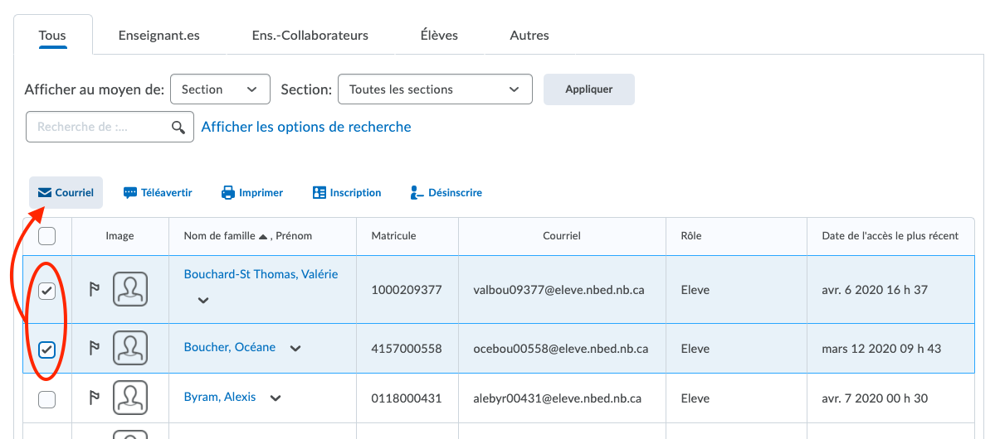 Tous Enseignant.es Ens.-Collaborateurs Élèves Autres
Afficher au moyen de: Section Section: Toutes les sections Appliquer
Recherche de :... Afficher les options de recherche
Courriel Téléavertir Imprimer Inscription Désinscrire
Image Nom de famille , Prénom Matricule Courriel Rôle Date de l'accès le plus récent
Bouchard-St Thomas, Valérie 1000209377 valbou09377@eleve.nbed.nb.ca Eleve avr. 6 2020 16 h 37
Boucher, Océane 4157000558 ocebou00558@eleve.nbed.nb.ca Eleve mars 12 2020 09 h 43
Byram, Alexis 0118000431 alebyr00431@eleve.nbed.nb.ca Eleve avr. 7 2020 00 h 30